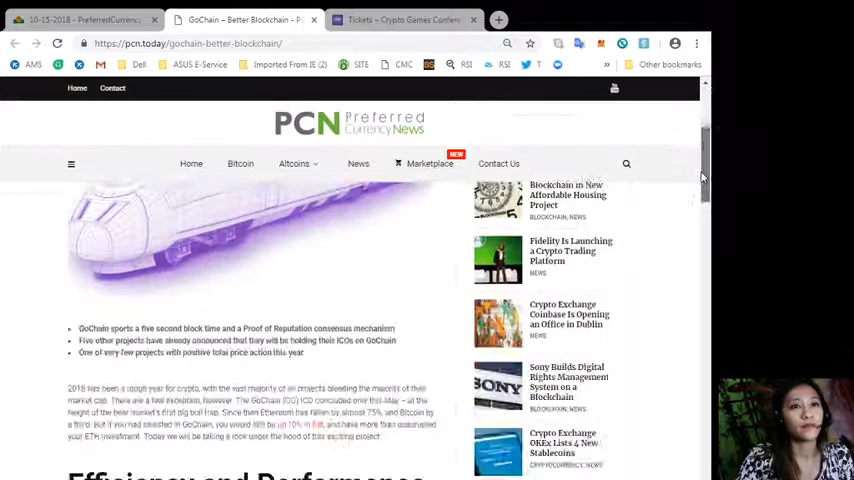 10-15-2018 - PreferredCurrency
GoChain – Better Blockchain - P
Tickets – Crypto Games Confere
https://pcn.today/gochain-better-blockchain/
AMS
Dell
ASUS E-Service
Imported From IE (2)
SITE
CMC
RSI
RSI
T
Other bookmarks
Home
Contact
PCN Preferred
Currency News
NEW
Home
Bitcoin
Altcoins
News
Marketplace
Contact Us
Blockchain in New
Affordable Housing
Project
BLOCKCHAIN, NEWS
Fidelity Is Launching
a Crypto Trading
Platform
NEWS
Crypto Exchange
Coinbase Is Opening
an Office in Dublin
NEWS
Sony Builds Digital
Rights Management
System on a
Blockchain
BLOCKCHAIN, NEWS
SONY
Crypto Exchange
OKEx Lists 4 New
Stablecoins
CRYPTOCURRENCY, NEWS
GoChain sports a five second block time and a Proof of Reputation consensus mechanism
Five other projects have already announced that they will be holding their ICOs on GoChain
One of very few projects with positive total price action this year
2018 has been a rough year for crypto, with the vast majority of all projects bleeding the majority of their
market cap. There are a few exception, however. The GoChain (GO) ICO concluded this May – at the
height of the bear market's first big bull trap. Since then Ethereum has fallen by almost 75%, and Bitcoin by
a third. But if you had invested in GoChain, you would still be up 10% in fiat, and have more than quadrupled
your ETH investment. Today we will be taking a look under the hood of this exciting project.
Efficiency and Performance